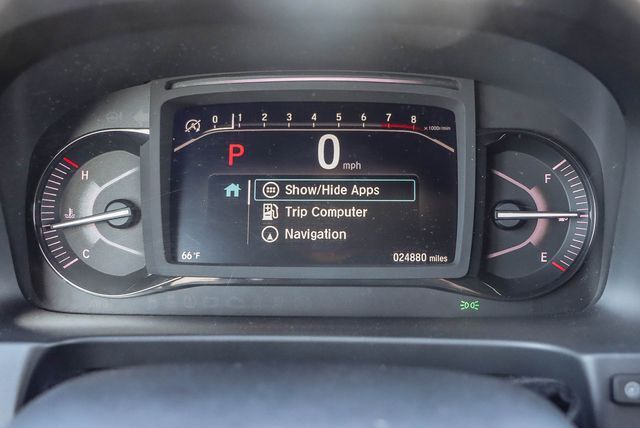 0 1 2 3 4 5 6 7 8
x1000r/min
P
0 mph
H
C
Show/Hide Apps
Trip Computer
Navigation
F
E
66°F
024880 miles